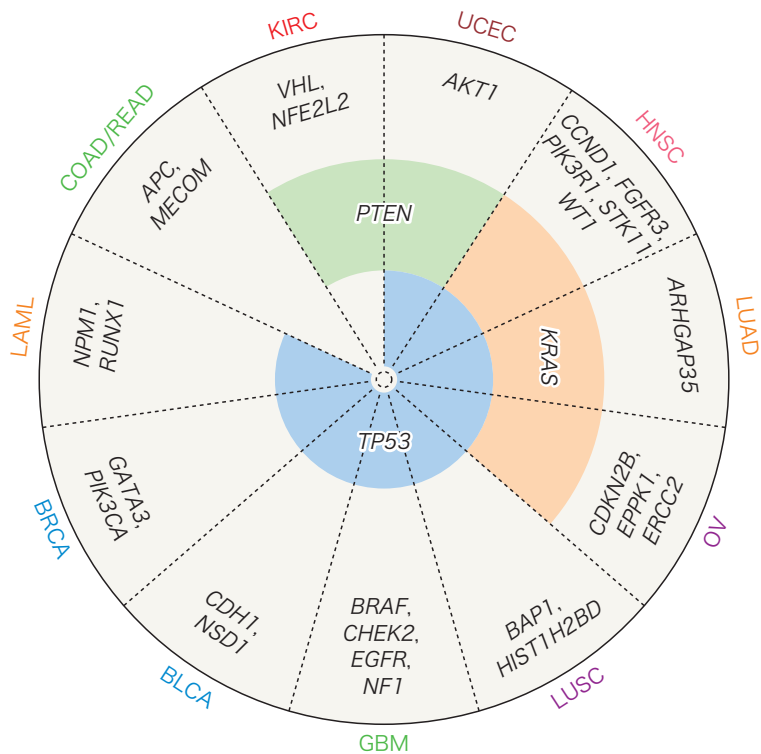 KIRC
VHL,
NFE2L2
UCEC
AKT1
HNSC
CCND1, FGFR3,
PIK3R1, STK11
WT1
LUAD
ARHGAP35
OV
CDKN2B,
EPPK1,
ERCC2
LUSC
BAP1,
HIST1H2BD
GBM
BRAF,
CHEK2,
EGFR,
NF1
BLCA
CDH1,
NSD1
BRCA
GATA3,
PIK3CA
LAML
NPM1,
RUNX1
COAD/READ
APC,
MECOM
PTEN
KRAS
TP53